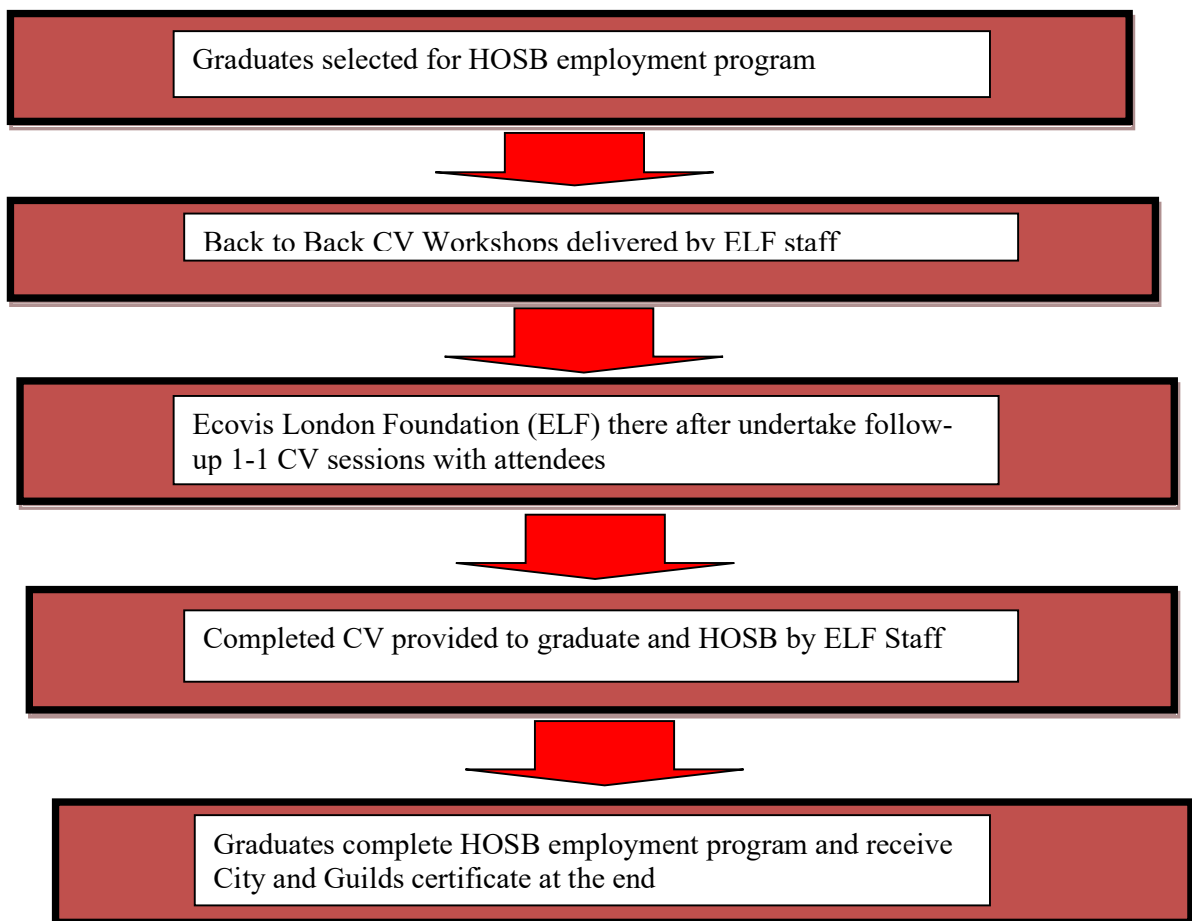 Graduates selected for HOSB employment program
Back to Back CV Workshops delivered by ELF staff
Ecovis London Foundation (ELF) there after undertake follow-
up 1-1 CV sessions with attendees
Completed CV provided to graduate and HOSB by ELF Staff
Graduates complete HOSB employment program and receive
City and Guilds certificate at the end